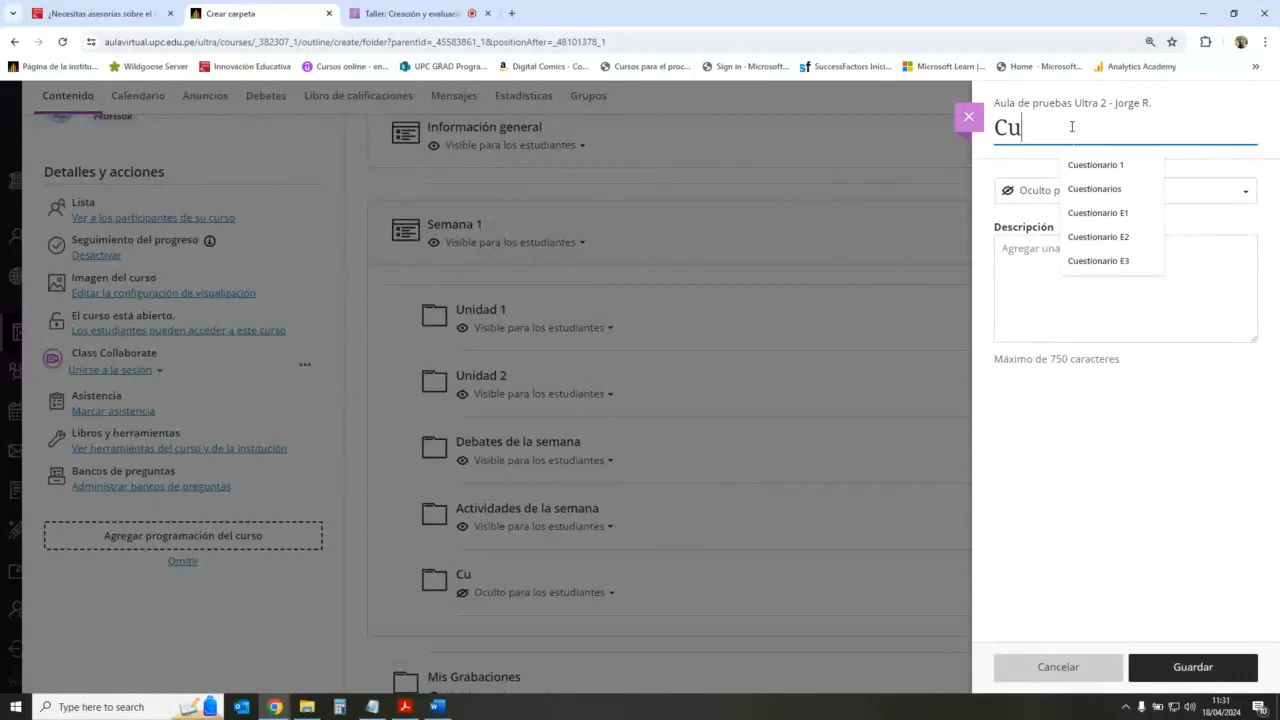 ¿Necesitas asesorías sobre el
Crear carpeta
Taller: Creación y evaluació
aulavirtual.upc.edu.pe/ultra/courses/_382307_1/outline/create/folder?parentId=_45583861_1&positionAfter=_48101378_1
Página de la institu...
Wildgoose Server
Innovación Educativa
Cursos online - en...
UPC GRAD Progra...
Digital Comics - Co...
Cursos para el proc...
Sign in - Microsoft...
SuccessFactors Inici...
Microsoft Learn |...
Home - Microsoft...
Analytics Academy
Contenido
Calendario
Anuncios
Debates
Libro de calificaciones
Mensajes
Estadísticas
Grupos
PROFESOR
Detalles y acciones
Lista
Ver a los participantes de su curso
Seguimiento del progreso
Desactivar
Imagen del curso
Editar la configuración de visualización
El curso está abierto.
Los estudiantes pueden acceder a este curso
Class Collaborate
Unirse a la sesión
Asistencia
Marcar asistencia
Libros y herramientas
Ver herramientas del curso y de la institución
Bancos de preguntas
Administrar bancos de preguntas
Agregar programación del curso
Omitir
Información general
Visible para los estudiantes
Semana 1
Visible para los estudiantes
Unidad 1
Visible para los estudiantes
Unidad 2
Visible para los estudiantes
Debates de la semana
Visible para los estudiantes
Actividades de la semana
Visible para los estudiantes
Cu
Oculto para los estudiantes
Mis Grabaciones
Aula de pruebas Ultra 2 - Jorge R.
Cu
Cuestionario 1
Cuestionarios
Cuestionario E1
Cuestionario E2
Cuestionario E3
Oculto p
Descripción
Agregar una
Máximo de 750 caracteres
Cancelar
Guardar
Type here to search
11:31
18/04/2024